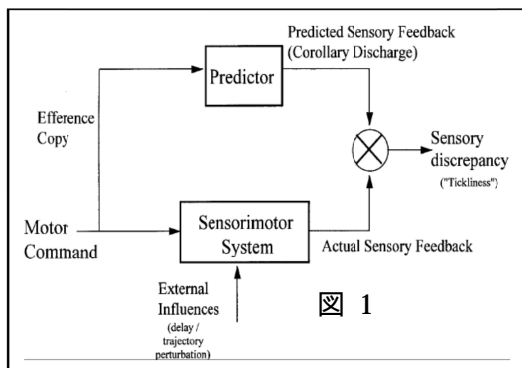 Predicted Sensory Feedback
(Corollary Discharge)
Predictor
Efference
Copy
Sensory
discrepancy
("Tickliness")
Motor
Command
Sensorimotor
System
Actual Sensory Feedback
External
Influences
(delay /
trajectory
perturbation)
図 1